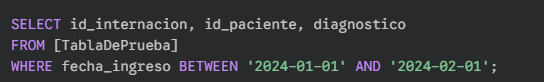 SELECT id_internacion, id_paciente, diagnostico
FROM [TablaDePrueba]
WHERE fecha_ingreso BETWEEN '2024-01-01' AND '2024-02-01';